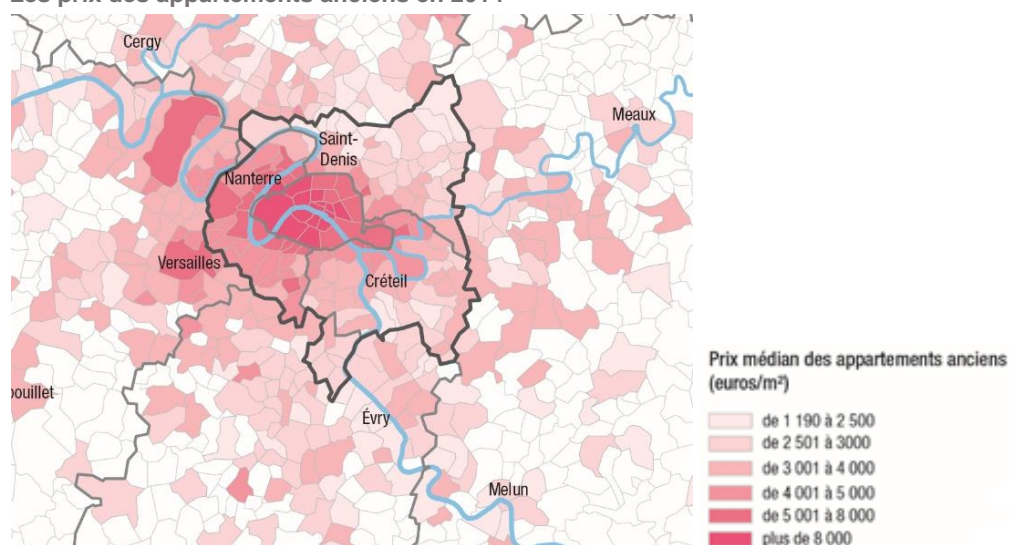 Cergy
Meaux
Saint-
Denis
Nanterre
Versailles
Créteil
bouillet
Évry
Melun
Prix médian des appartements anciens
(euros/m²)
de 1 190 à 2 500
de 2 501 à 3000
de 3 001 à 4 000
de 4 001 à 5 000
de 5 001 à 8 000
plus de 8 000